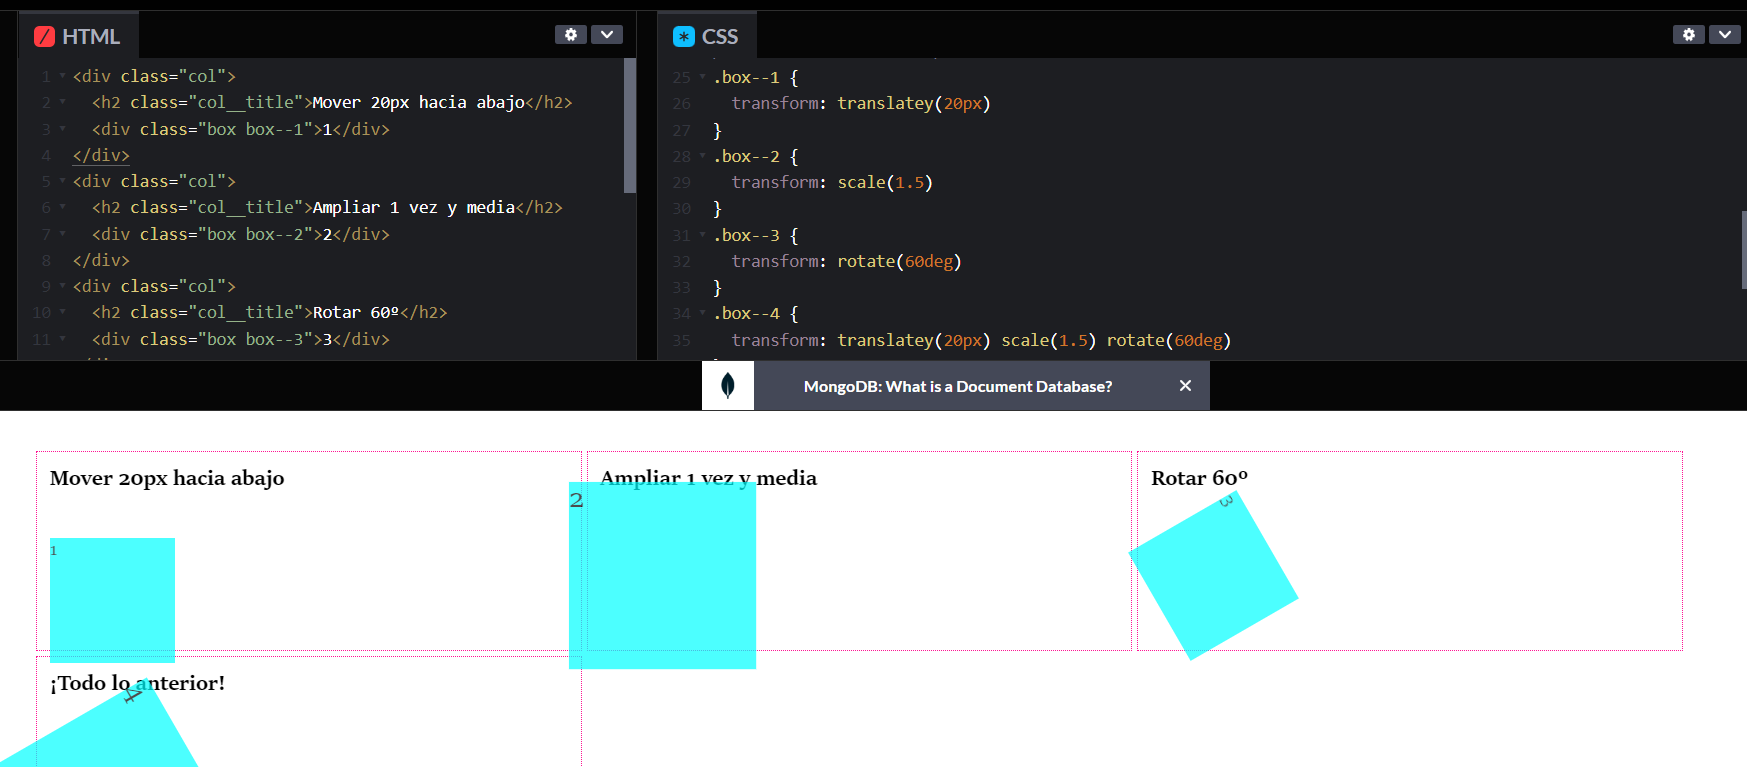 HTML
1 <div class="col">
2 <h2 class="col__title">Mover 20px hacia abajo</h2>
3 <div class="box box--1">1</div>
4 </div>
5 <div class="col">
6 <h2 class="col__title">Ampliar 1 vez y media</h2>
7 <div class="box box--2">2</div>
8 </div>
9 <div class="col">
10 <h2 class="col__title">Rotar 60º</h2>
11 <div class="box box--3">3</div>
CSS
25 .box--1 {
26 transform: translatey(20px)
27 }
28 .box--2 {
29 transform: scale(1.5)
30 }
31 .box--3 {
32 transform: rotate(60deg)
33 }
34 .box--4 {
35 transform: translatey(20px) scale(1.5) rotate(60deg)
MongoDB: What is a Document Database?
Mover 20px hacia abajo
1
Ampliar 1 vez y media
2
Rotar 60º
3
¡Todo lo anterior!
4